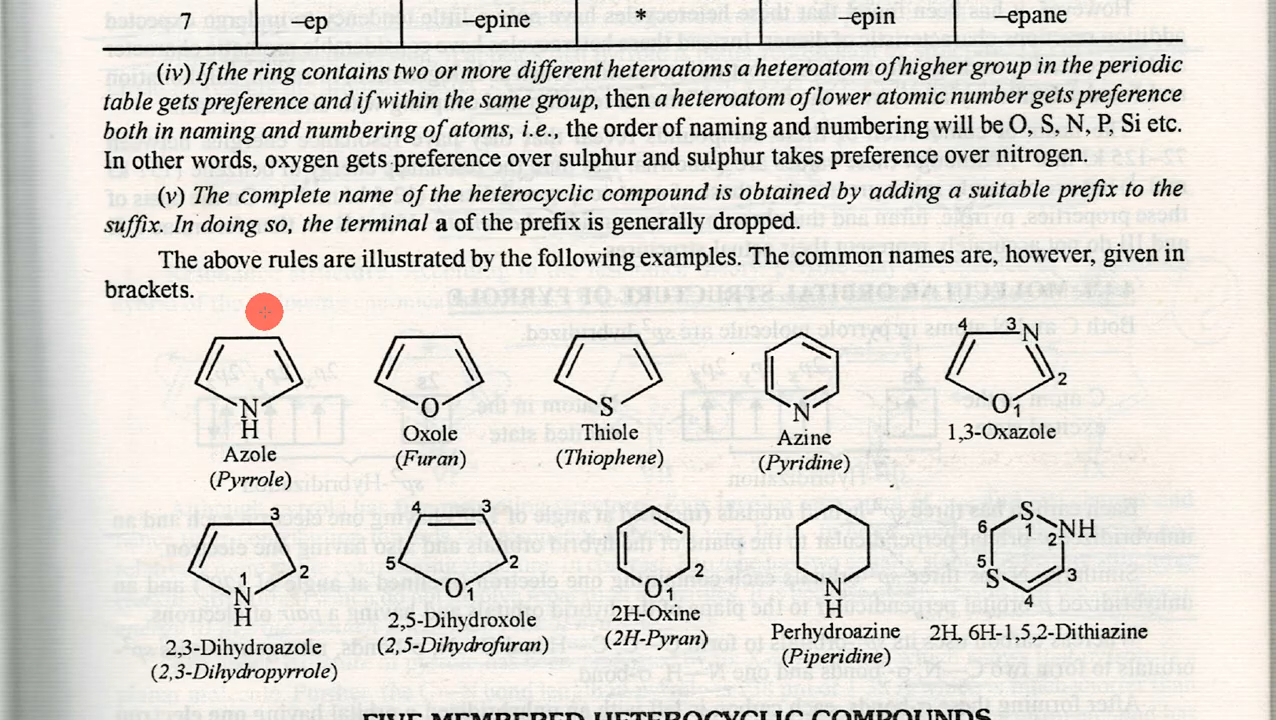 7 –ep –epine * –epin –epane
(iv) If the ring contains two or more different heteroatoms a heteroatom of higher group in the periodic
table gets preference and if within the same group, then a heteroatom of lower atomic number gets preference
both in naming and numbering of atoms, i.e., the order of naming and numbering will be O, S, N, P, Si etc.
In other words, oxygen gets preference over sulphur and sulphur takes preference over nitrogen.
(v) The complete name of the heterocyclic compound is obtained by adding a suitable prefix to the
suffix. In doing so, the terminal a of the prefix is generally dropped.
The above rules are illustrated by the following examples. The common names are, however, given in
brackets.
N
H
Azole
(Pyrrole)
O
Oxole
(Furan)
S
Thiole
(Thiophene)
N
Azine
(Pyridine)
4 3 N
2
O1
1,3-Oxazole
3
2
1
N
H
2,3-Dihydroazole
(2,3-Dihydropyrrole)
4 3
5 2
O1
2,5-Dihydroxole
(2,5-Dihydrofuran)
2
O1
2H-Oxine
(2H-Pyran)
N
H
Perhydroazine
(Piperidine)
S
6 1 2 NH
5
S 3
4
2H, 6H-1,5,2-Dithiazine
FIVE MEMBERED HETEROCYCLIC COMPOUNDS